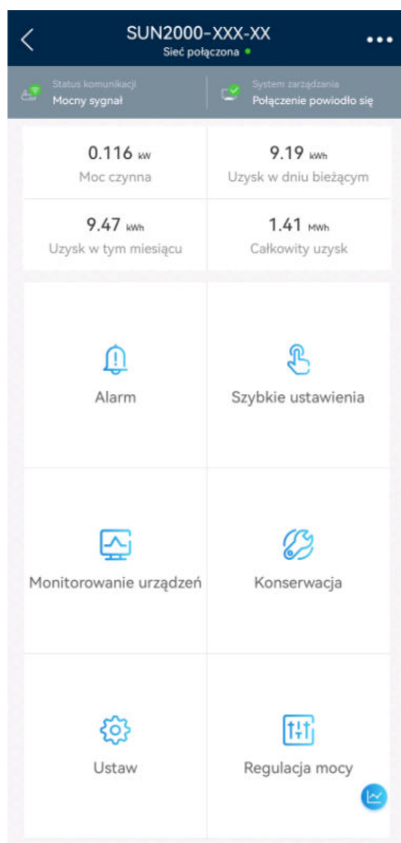 SUN2000-XXX-XX
Sieć połączona
Status komunikacji
Mocny sygnał
System zarządzania
Połączenie powiodło się
0.116 kW
Moc czynna
9.19 kWh
Uzysk w dniu bieżącym
9.47 kWh
Uzysk w tym miesiącu
1.41 MWh
Całkowity uzysk
Alarm
Szybkie ustawienia
Monitorowanie urządzeń
Konserwacja
Ustaw
Regulacja mocy